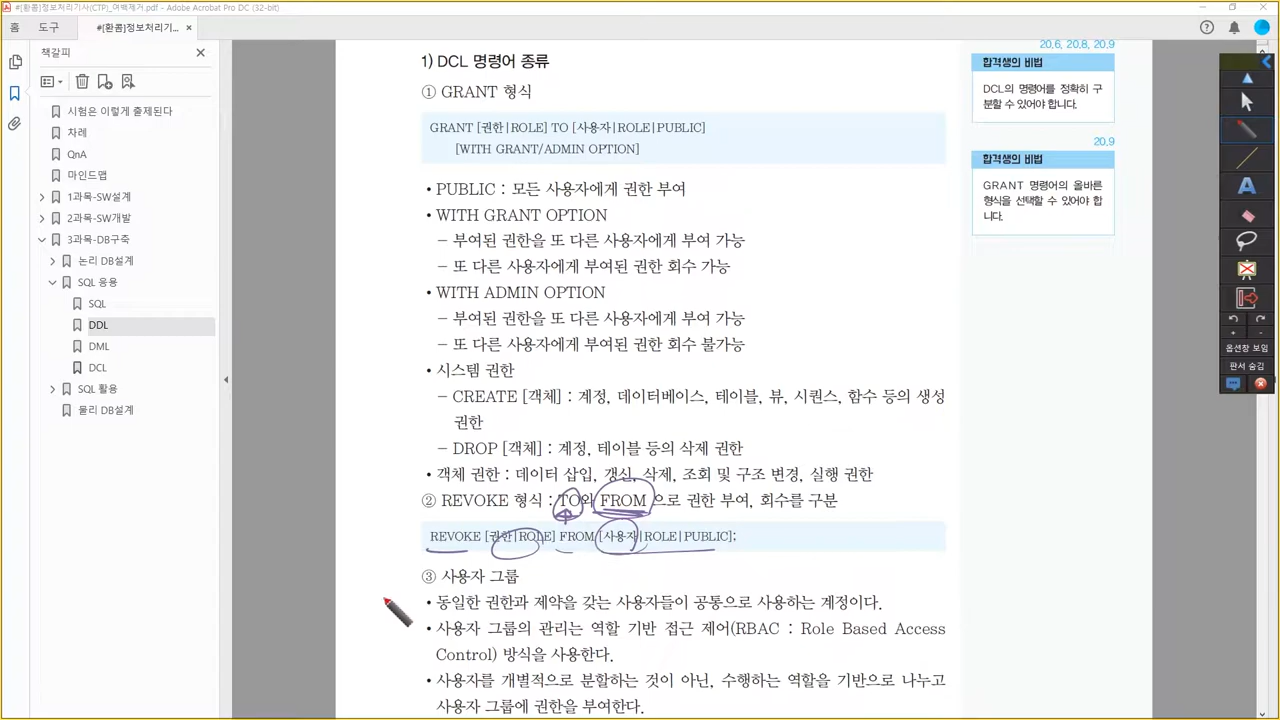 #[환콤]정보처리기사(CTP)_여백제거.pdf - Adobe Acrobat Pro DC (32-bit)
홈 도구 #[환콤]정보처리기... ×
책갈피
시험은 이렇게 출제된다
차례
QnA
마인드맵
1과목-SW설계
2과목-SW개발
3과목-DB구축
논리 DB설계
SQL 응용
SQL
DDL
DML
DCL
SQL 활용
물리 DB설계
1) DCL 명령어 종류
① GRANT 형식
GRANT [권한|ROLE] TO [사용자|ROLE|PUBLIC]
[WITH GRANT/ADMIN OPTION]
• PUBLIC : 모든 사용자에게 권한 부여
• WITH GRANT OPTION
- 부여된 권한을 또 다른 사용자에게 부여 가능
- 또 다른 사용자에게 부여된 권한 회수 가능
• WITH ADMIN OPTION
- 부여된 권한을 또 다른 사용자에게 부여 가능
- 또 다른 사용자에게 부여된 권한 회수 불가능
• 시스템 권한
- CREATE [객체] : 계정, 데이터베이스, 테이블, 뷰, 시퀀스, 함수 등의 생성
권한
- DROP [객체] : 계정, 테이블 등의 삭제 권한
• 객체 권한 : 데이터 삽입, 갱신, 삭제, 조회 및 구조 변경, 실행 권한
② REVOKE 형식 : TO와 FROM 으로 권한 부여, 회수를 구분
REVOKE [권한|ROLE] FROM [사용자|ROLE|PUBLIC];
③ 사용자 그룹
• 동일한 권한과 제약을 갖는 사용자들이 공통으로 사용하는 계정이다.
• 사용자 그룹의 관리는 역할 기반 접근 제어(RBAC : Role Based Access
Control) 방식을 사용한다.
• 사용자를 개별적으로 분할하는 것이 아닌, 수행하는 역할을 기반으로 나누고
사용자 그룹에 권한을 부여한다.
20,6, 20,8, 20,9
합격생의 비법
DCL의 명령어를 정확히 구
분할 수 있어야 합니다.
20,9
합격생의 비법
GRANT 명령어의 올바른
형식을 선택할 수 있어야 합
니다.
옵션창 보임
판서 숨김